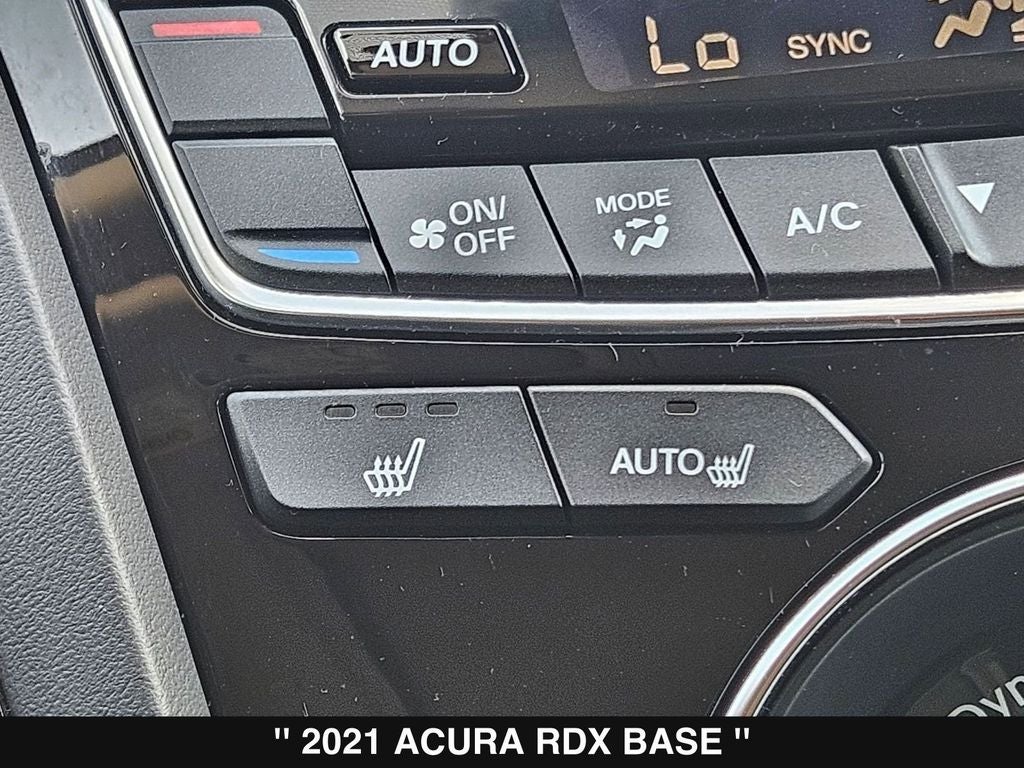 AUTO
Lo SYNC
ON/
OFF
MODE
A/C
AUTO
" 2021 ACURA RDX BASE "